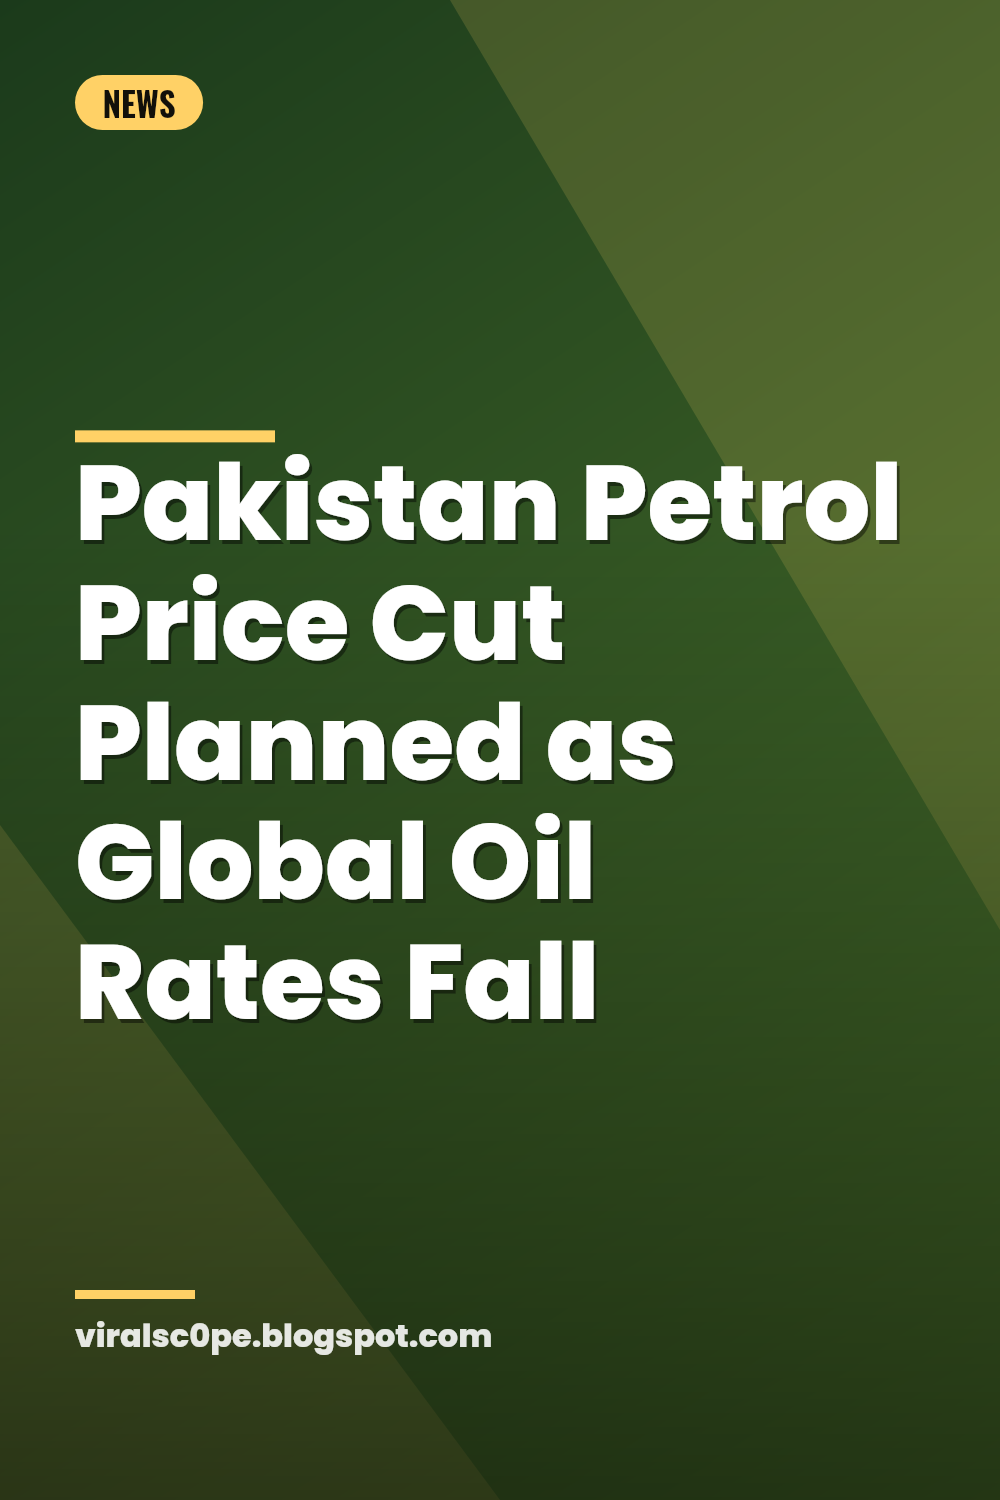 NEWS
Pakistan Petrol
Price Cut
Planned as
Global Oil
Rates Fall
viralsc0pe.blogspot.com